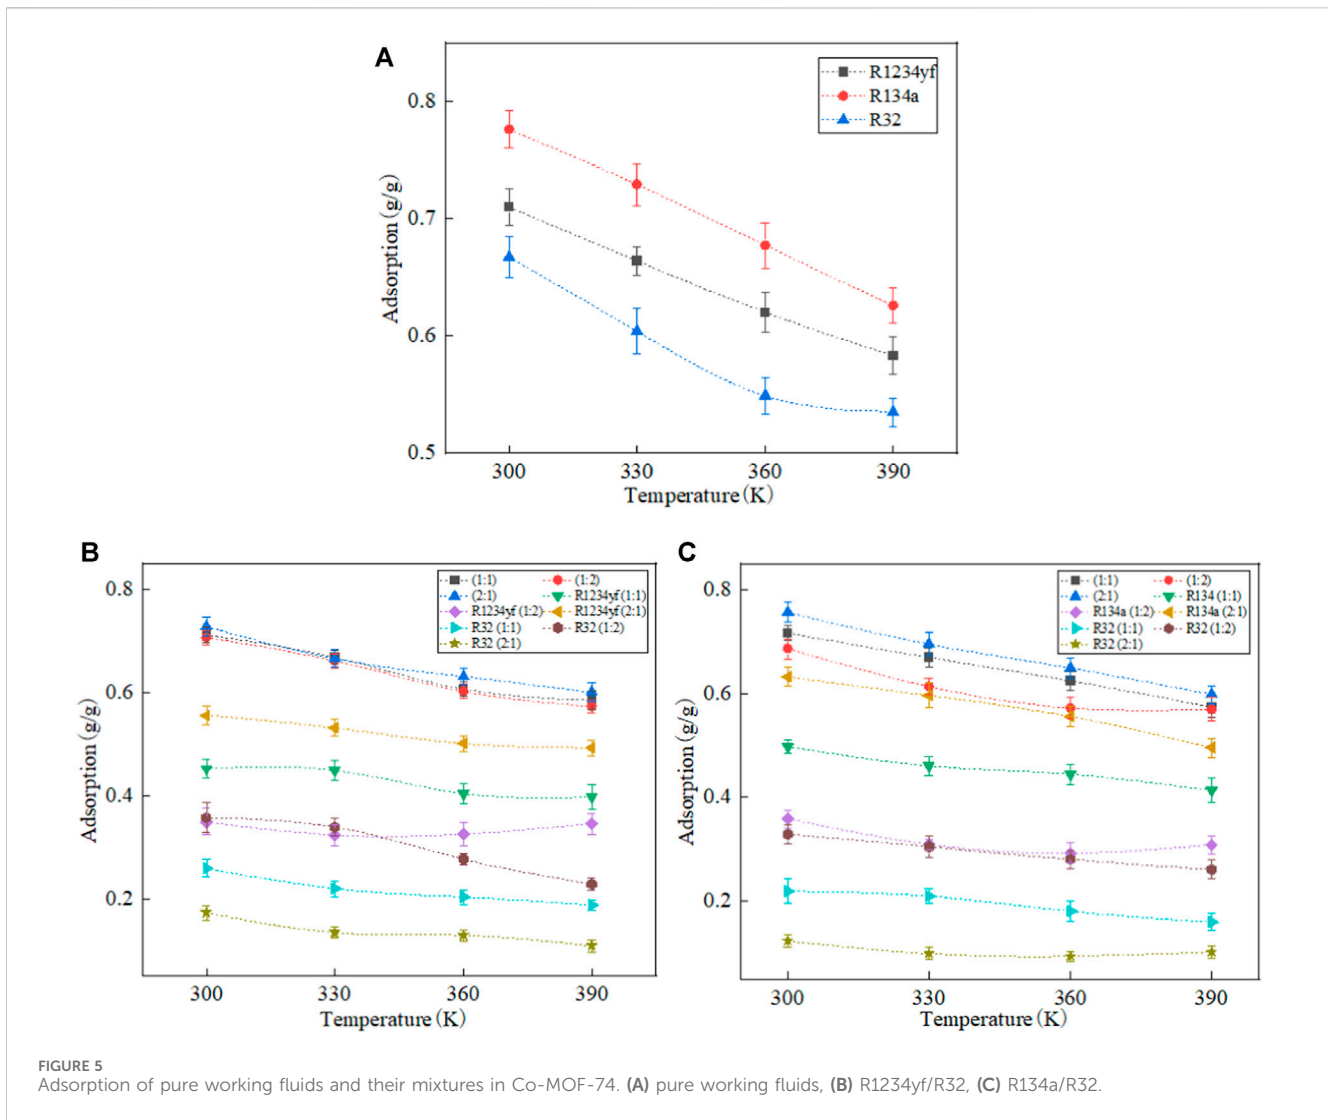 A
R1234yf
R134a
R32
0.8
0.7
0.6
0.5
Adsorption (g/g)
300 330 360 390
Temperature (K)
B
(1:1) (1:2)
(2:1) R1234yf (1:1)
R1234yf (1:2) R1234yf (2:1)
R32 (1:1) R32 (1:2)
R32 (2:1)
0.8
0.6
0.4
0.2
Adsorption (g/g)
300 330 360 390
Temperature (K)
C
(1:1) (1:2)
(2:1) R134 (1:1)
R134a (1:2) R134a (2:1)
R32 (1:1) R32 (1:2)
R32 (2:1)
0.8
0.6
0.4
0.2
Adsorption (g/g)
300 330 360 390
Temperature (K)
FIGURE 5
Adsorption of pure working fluids and their mixtures in Co-MOF-74. (A) pure working fluids, (B) R1234yf/R32, (C) R134a/R32.